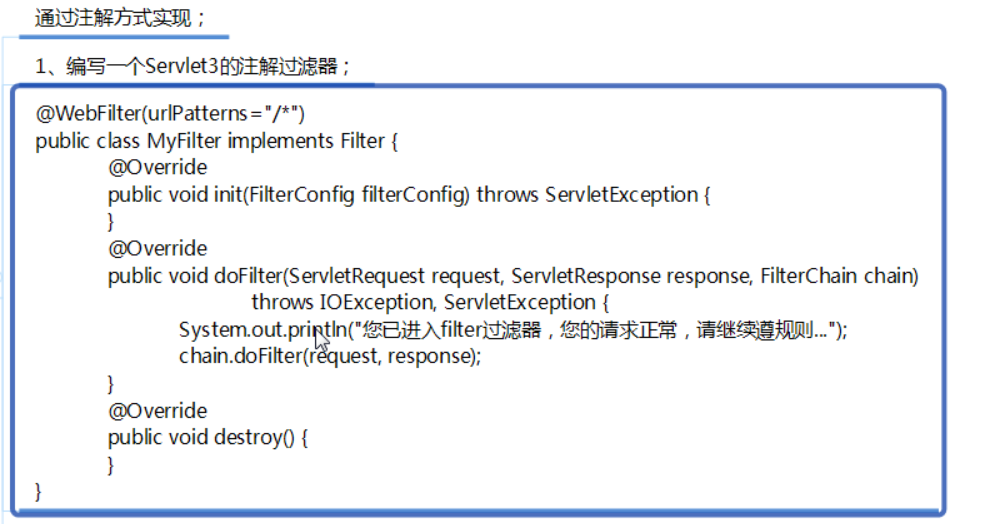 通过注解方式实现；
1、编写一个Servlet3的注解过滤器；
@WebFilter(urlPatterns="/*")
public class MyFilter implements Filter {
@Override
public void init(FilterConfig filterConfig) throws ServletException {
}
@Override
public void doFilter(ServletRequest request, ServletResponse response, FilterChain chain)
throws IOException, ServletException {
System.out.println("您已进入filter过滤器，您的请求正常，请继续遵规则...");
chain.doFilter(request, response);
}
@Override
public void destroy() {
}
}